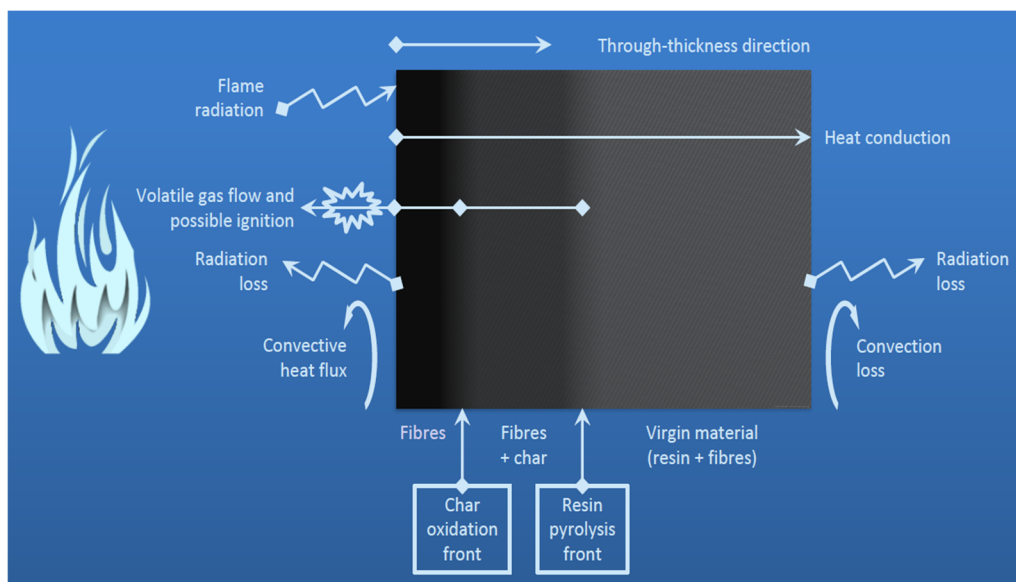 Through-thickness direction
Flame
radiation
Heat conduction
Volatile gas flow and
possible ignition
Radiation
loss
Radiation
loss
Convective
heat flux
Convection
loss
Fibres
Fibres
+ char
Virgin material
(resin + fibres)
Char
oxidation
front
Resin
pyrolysis
front